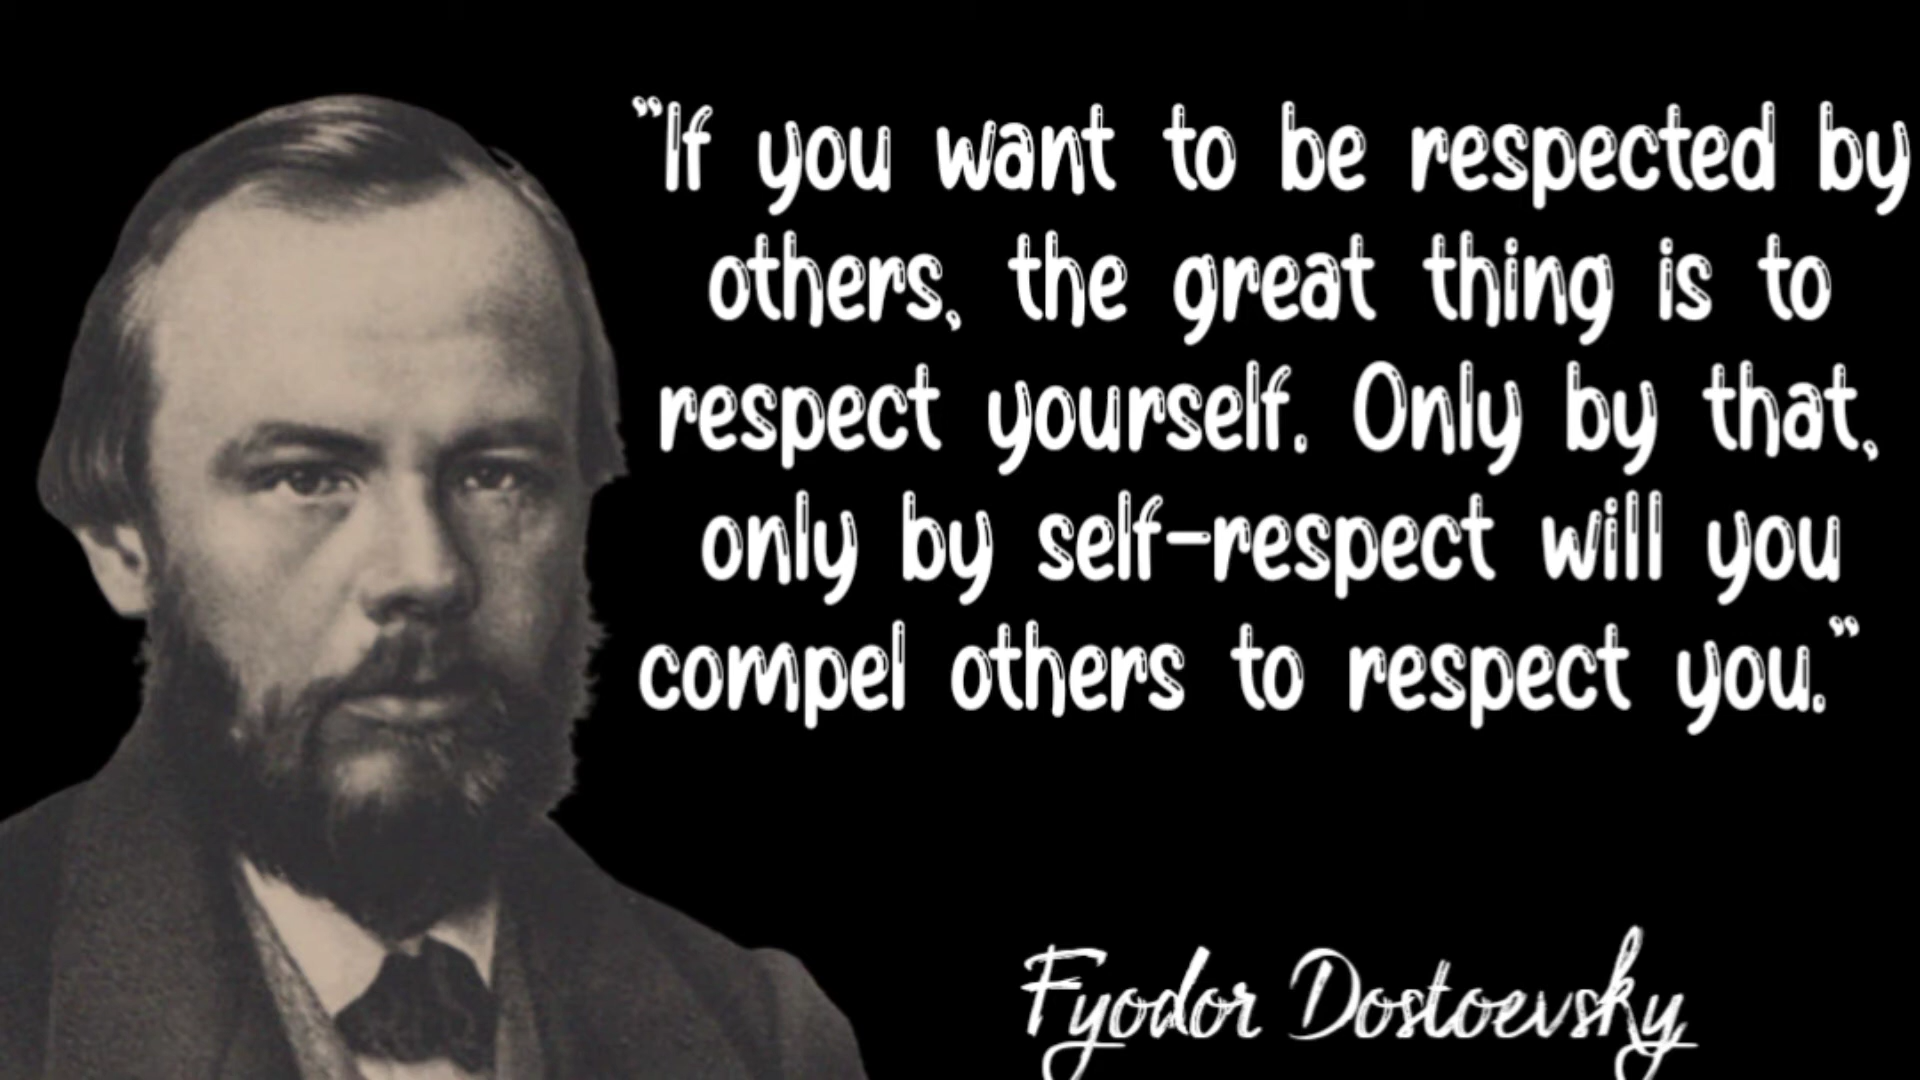 "If you want to be respected by
others, the great thing is to
respect yourself. Only by that,
only by self-respect will you
compel others to respect you."
Fyodor Dostoevsky